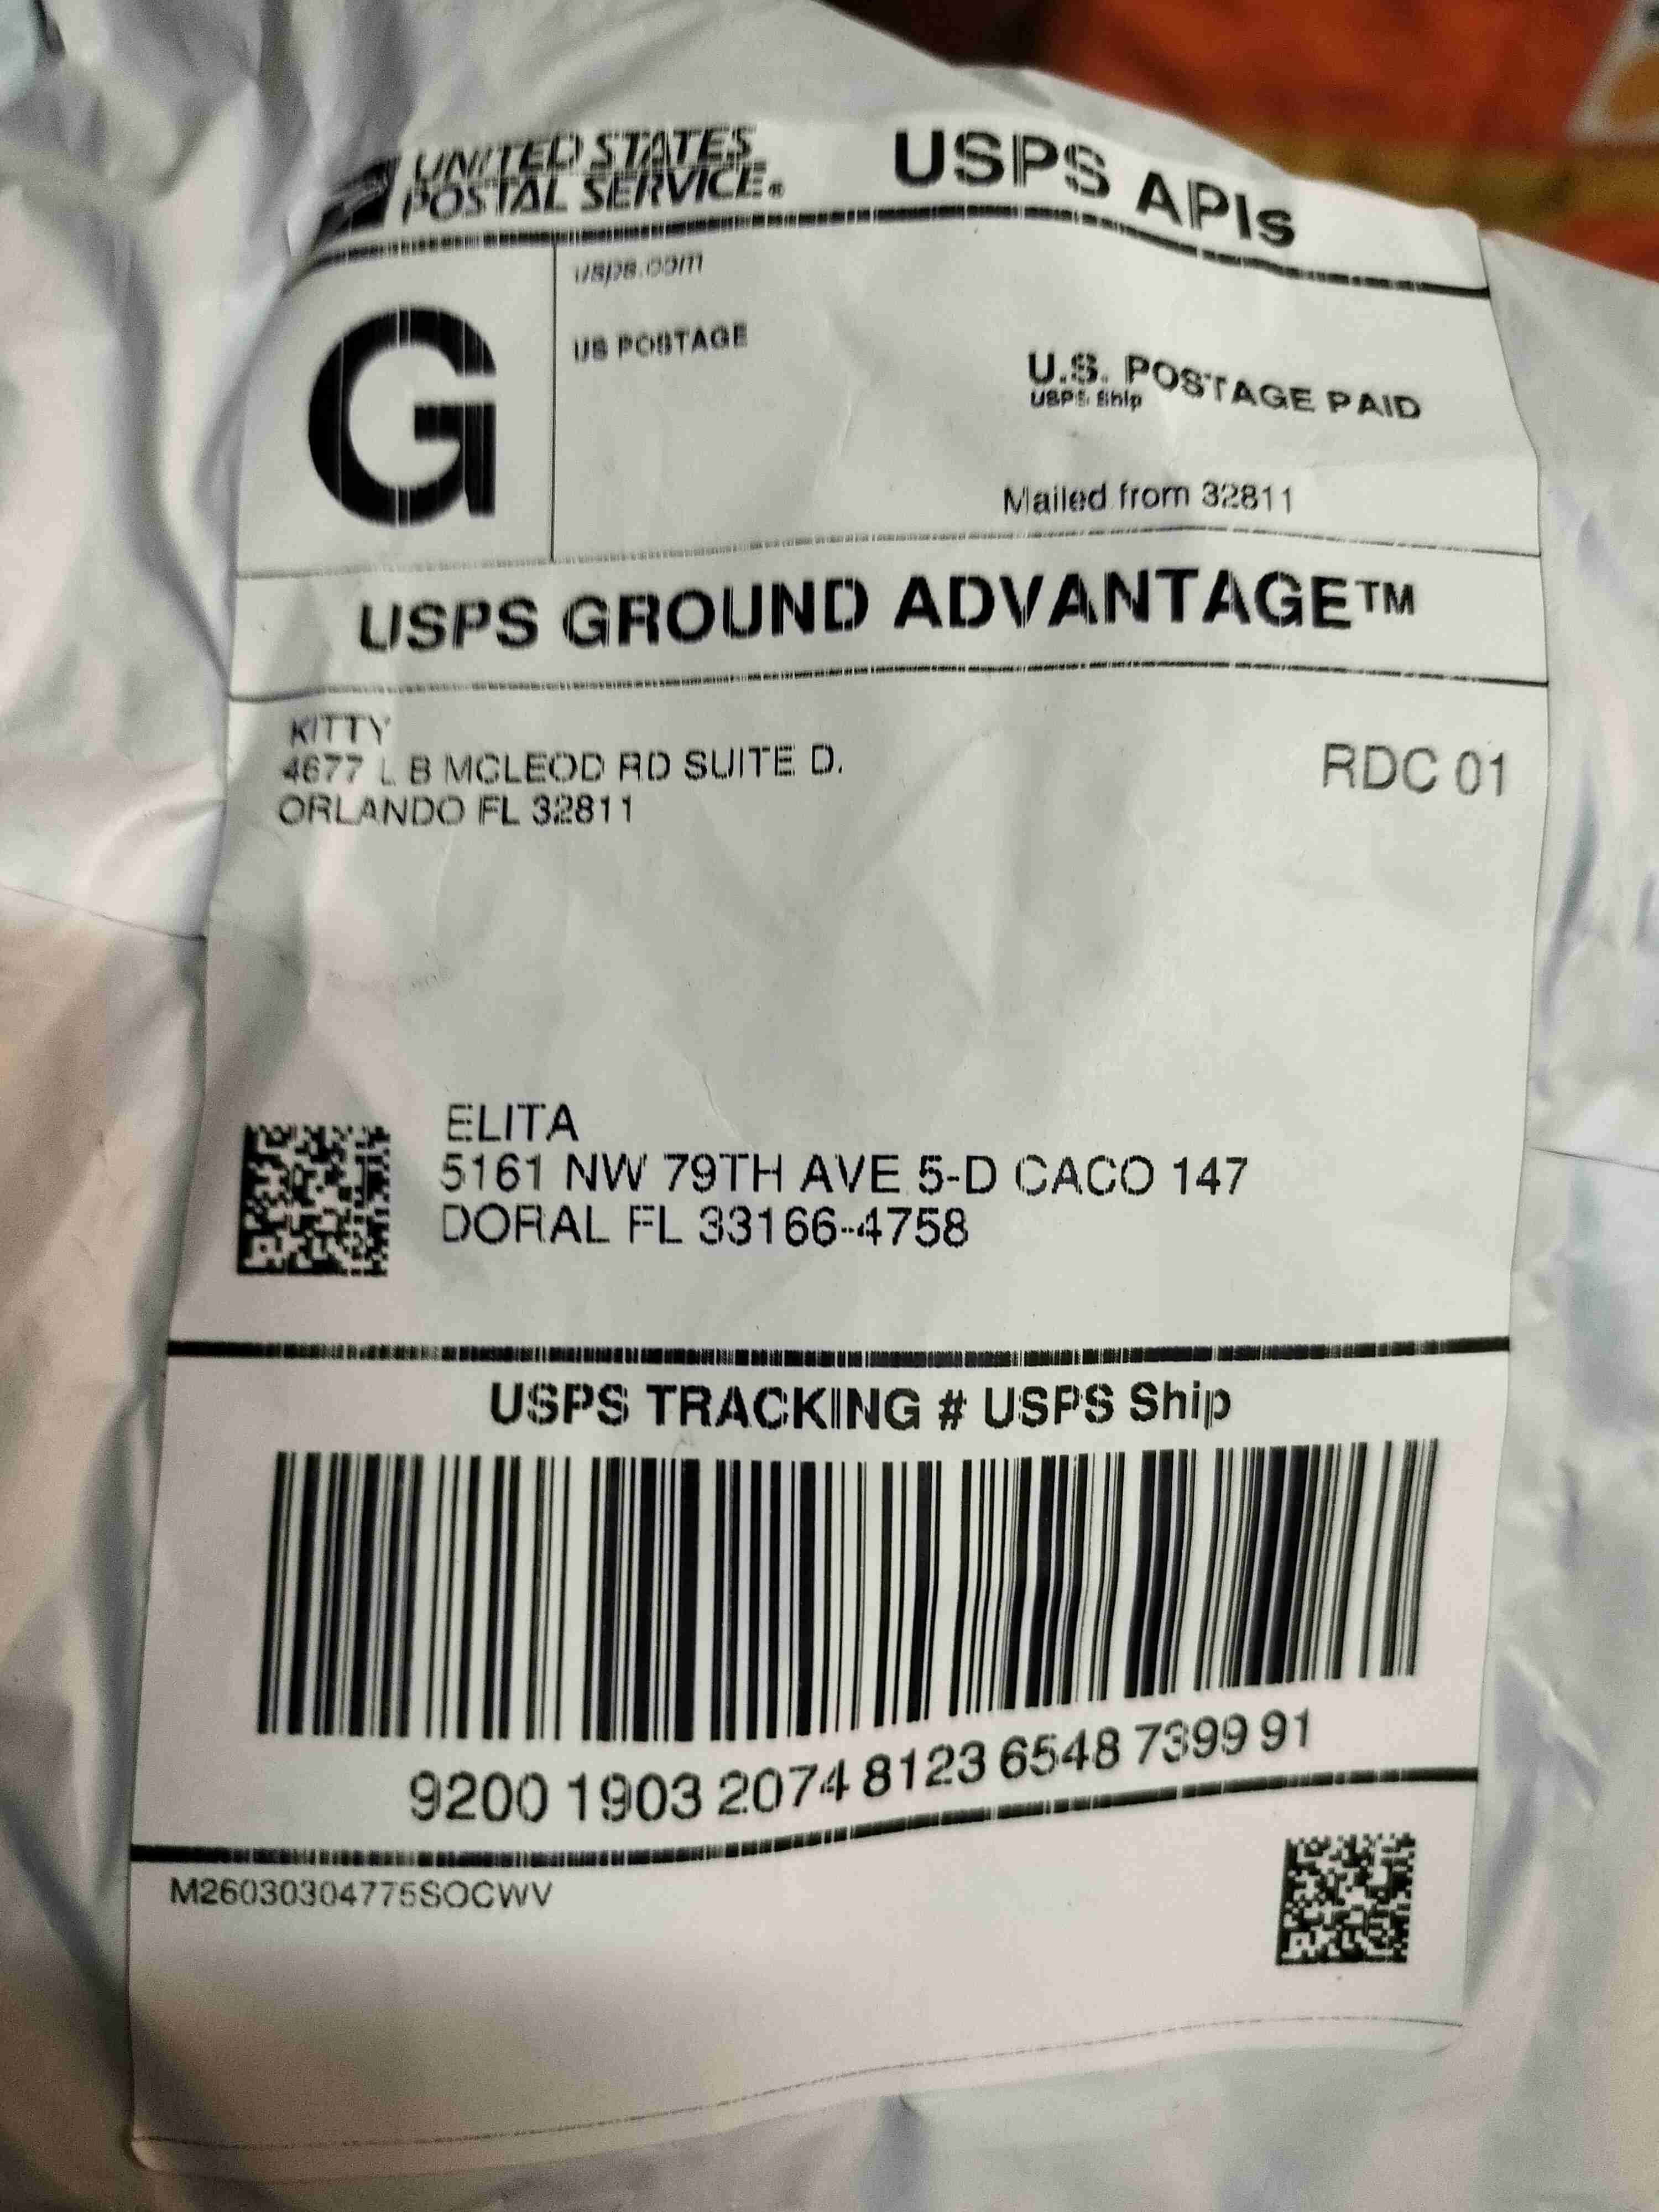 UNITED STATES
POSTAL SERVICE®
USPS APIs
G
usps.com
US POSTAGE
U.S. POSTAGE PAID
USPS Ship
Mailed from 32811
USPS GROUND ADVANTAGE™
KITTY
4677 L B MCLEOD RD SUITE D.
ORLANDO FL 32811
RDC 01
ELITA
5161 NW 79TH AVE 5-D CACO 147
DORAL FL 33166-4758
USPS TRACKING # USPS Ship
9200 1903 2074 8123 6548 7399 91
M26030304775SOCWV